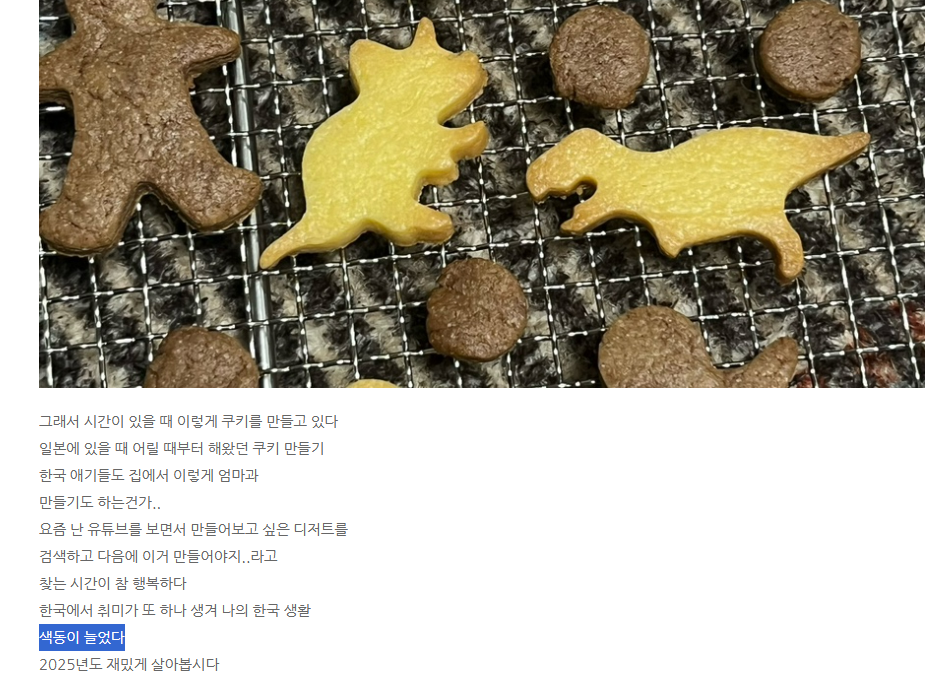 그래서 시간이 있을 때 이렇게 쿠키를 만들고 있다
일본에 있을 때 어릴 때부터 해왔던 쿠키 만들기
한국 애기들도 집에서 이렇게 엄마과
만들기도 하는건가..
요즘 난 유튜브를 보면서 만들어보고 싶은 디저트를
검색하고 다음에 이거 만들어야지..라고
찾는 시간이 참 행복하다
한국에서 취미가 또 하나 생겨 나의 한국 생활
색동이 늘었다
2025년도 재밌게 살아봅시다